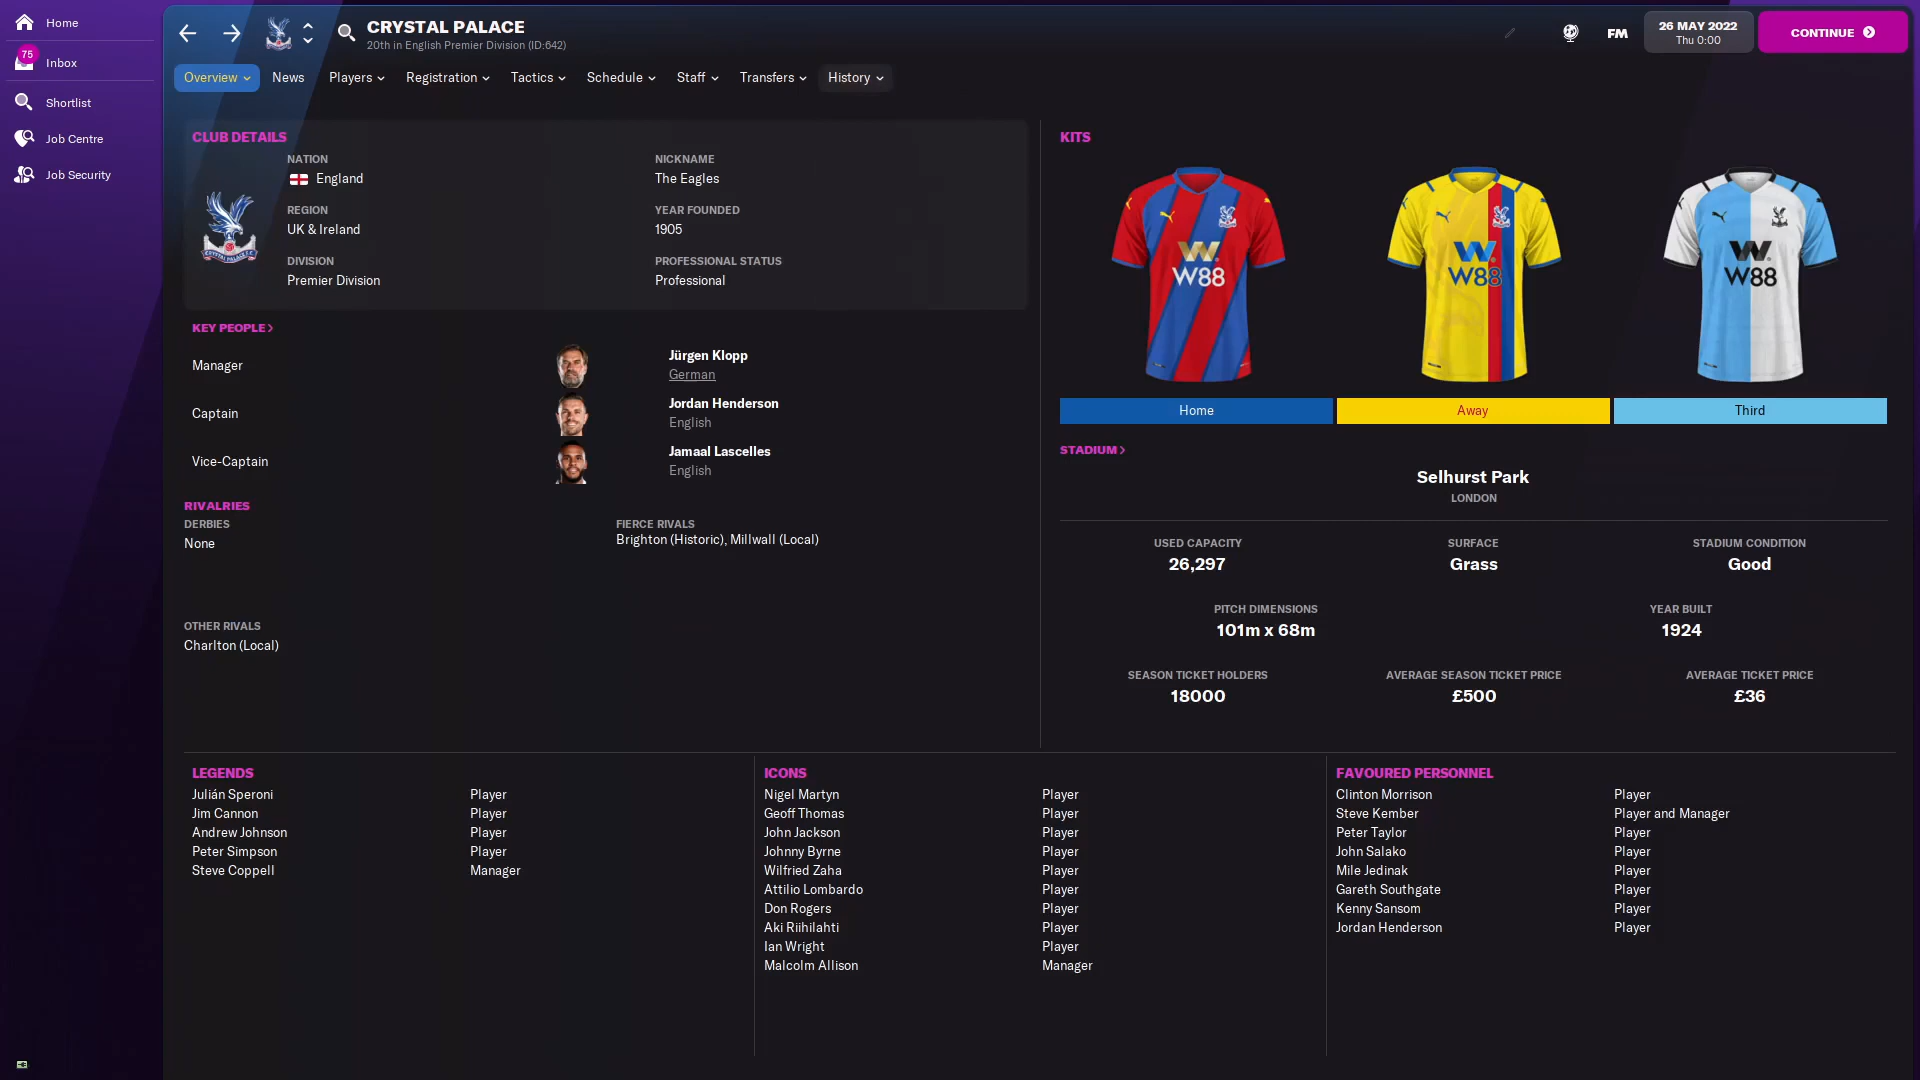 Home
75
Inbox
Shortlist
Job Centre
Job Security
CRYSTAL PALACE
20th in English Premier Division (ID:642)
FM
26 MAY 2022
Thu 0:00
CONTINUE
Overview
News
Players
Registration
Tactics
Schedule
Staff
Transfers
History
CLUB DETAILS
NATION
England
NICKNAME
The Eagles
REGION
UK & Ireland
YEAR FOUNDED
1905
DIVISION
Premier Division
PROFESSIONAL STATUS
Professional
CRYSTAL PALACE F.C.
KEY PEOPLE
Manager
Jürgen Klopp
German
Captain
Jordan Henderson
English
Vice-Captain
Jamaal Lascelles
English
RIVALRIES
DERBIES
None
FIERCE RIVALS
Brighton (Historic), Millwall (Local)
OTHER RIVALS
Charlton (Local)
KITS
W88
W88
W88
Home
Away
Third
STADIUM
Selhurst Park
LONDON
USED CAPACITY
26,297
SURFACE
Grass
STADIUM CONDITION
Good
PITCH DIMENSIONS
101m x 68m
YEAR BUILT
1924
SEASON TICKET HOLDERS
18000
AVERAGE SEASON TICKET PRICE
£500
AVERAGE TICKET PRICE
£36
LEGENDS
Julián Speroni Player
Jim Cannon Player
Andrew Johnson Player
Peter Simpson Player
Steve Coppell Manager
ICONS
Nigel Martyn Player
Geoff Thomas Player
John Jackson Player
Johnny Byrne Player
Wilfried Zaha Player
Attilio Lombardo Player
Don Rogers Player
Aki Riihilahti Player
Ian Wright Player
Malcolm Allison Manager
FAVOURED PERSONNEL
Clinton Morrison Player
Steve Kember Player and Manager
Peter Taylor Player
John Salako Player
Mile Jedinak Player
Gareth Southgate Player
Kenny Sansom Player
Jordan Henderson Player